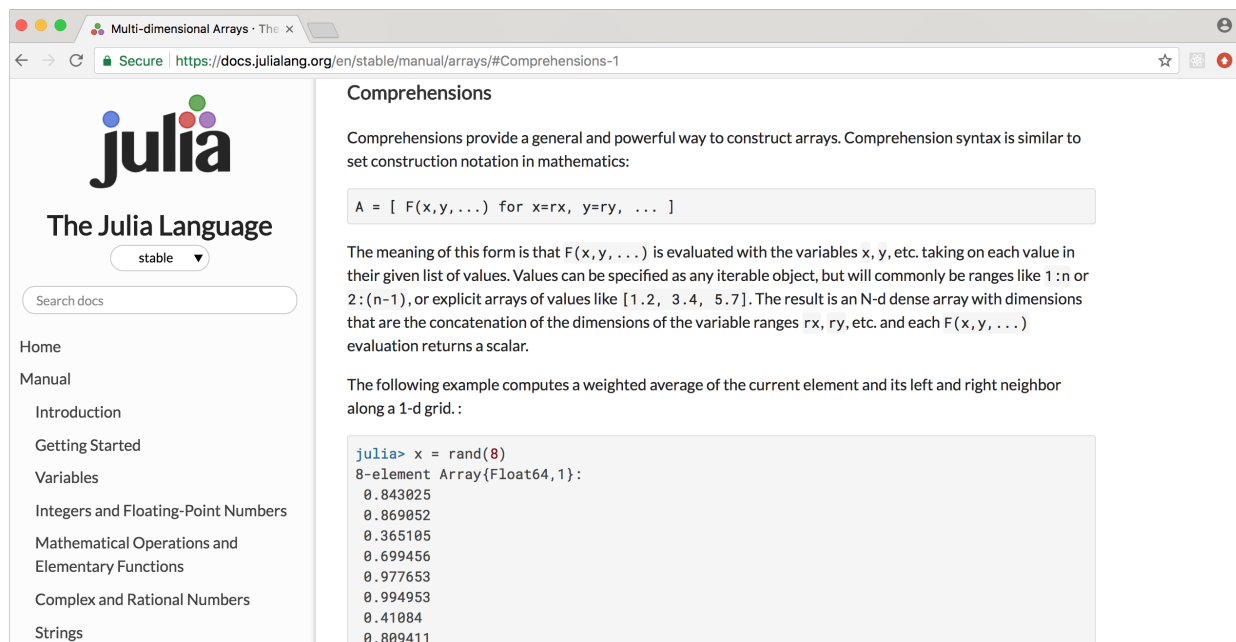 Multi-dimensional Arrays · The
Secure https://docs.julialang.org/en/stable/manual/arrays/#Comprehensions-1
julia
The Julia Language
stable
Search docs
Home
Manual
Introduction
Getting Started
Variables
Integers and Floating-Point Numbers
Mathematical Operations and
Elementary Functions
Complex and Rational Numbers
Strings
Comprehensions
Comprehensions provide a general and powerful way to construct arrays. Comprehension syntax is similar to
set construction notation in mathematics:
A = [ F(x,y,...) for x=rx, y=ry, ... ]
The meaning of this form is that F(x,y,...) is evaluated with the variables x, y, etc. taking on each value in
their given list of values. Values can be specified as any iterable object, but will commonly be ranges like 1:n or
2:(n-1), or explicit arrays of values like [1.2, 3.4, 5.7]. The result is an N-d dense array with dimensions
that are the concatenation of the dimensions of the variable ranges rx, ry, etc. and each F(x,y,...)
evaluation returns a scalar.
The following example computes a weighted average of the current element and its left and right neighbor
along a 1-d grid. :
julia> x = rand(8)
8-element Array{Float64,1}:
0.843025
0.869052
0.365105
0.699456
0.977653
0.994953
0.41084
0.809411